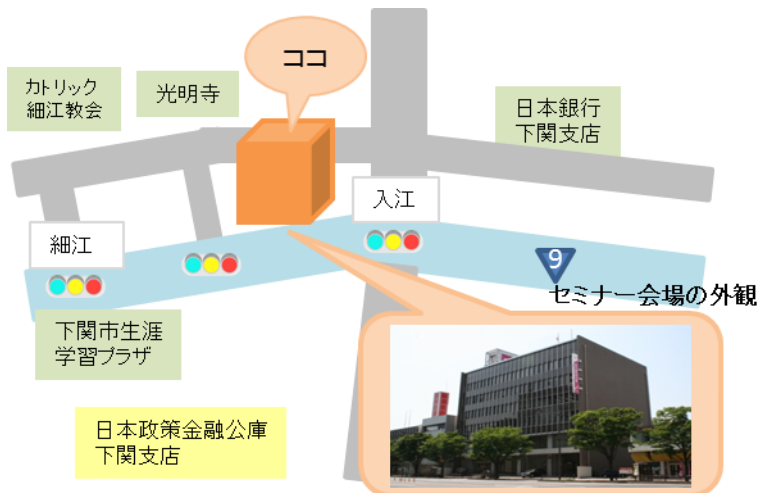 ココ
カトリック
細江教会
光明寺
日本銀行
下関支店
入江
細江
9
セミナー会場の外観
下関市生涯
学習プラザ
日本政策金融公庫
下関支店